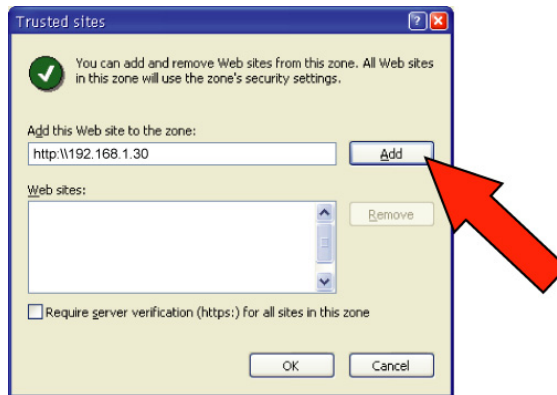 Trusted sites
You can add and remove Web sites from this zone. All Web sites
in this zone will use the zone's security settings.
Add this Web site to the zone:
http:\\192.168.1.30
Add
Web sites:
Remove
Require server verification (https:) for all sites in this zone
OK
Cancel